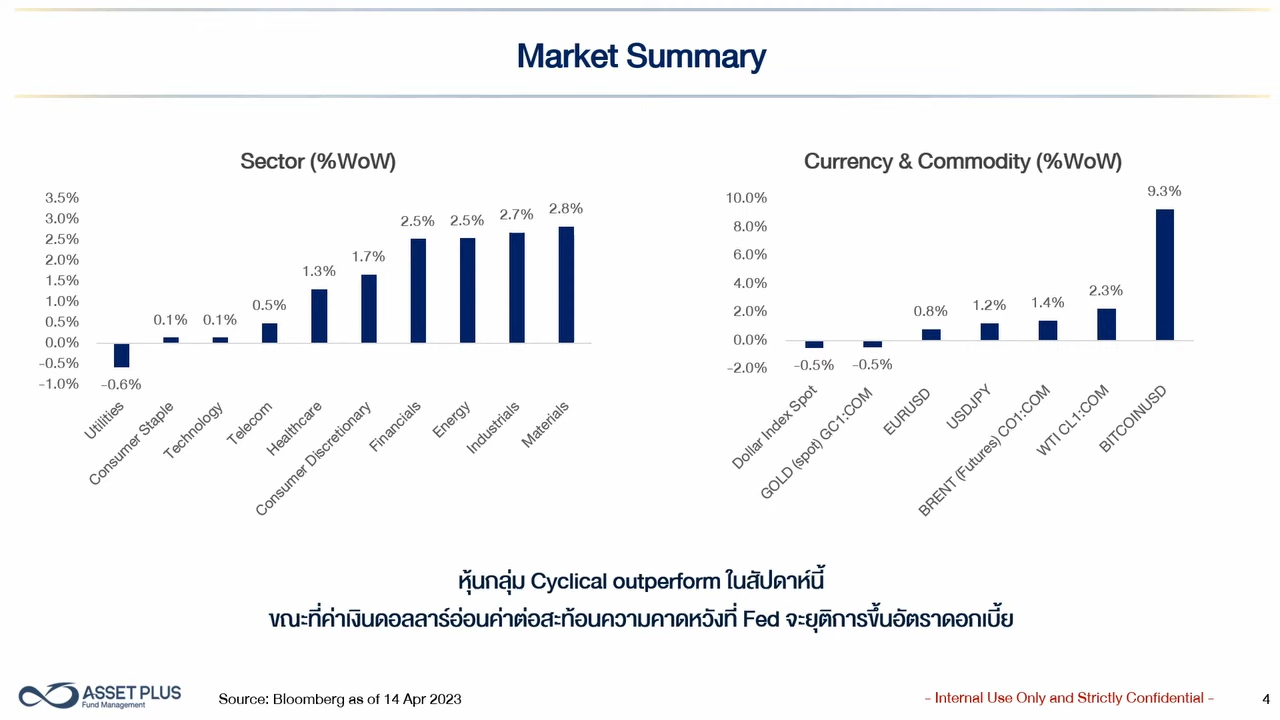 Market Summary
Sector (%WoW)
3.5%
3.0%
2.5%
2.0%
1.5%
1.0%
0.5%
0.0%
-0.5%
-1.0%
-0.6%
0.1%
0.1%
0.5%
1.3%
1.7%
2.5%
2.5%
2.7%
2.8%
Utilities
Consumer Staple
Technology
Telecom
Healthcare
Consumer Discretionary
Financials
Energy
Industrials
Materials
Currency & Commodity (%WoW)
10.0%
8.0%
6.0%
4.0%
2.0%
0.0%
-2.0%
-0.5%
-0.5%
0.8%
1.2%
1.4%
2.3%
9.3%
Dollar Index Spot
GOLD (spot) GC1:COM
EURUSD
USDJPY
BRENT (Futures) CO1:COM
WTI CL1:COM
BITCOINUSD
หุ้นกลุ่ม Cyclical outperform ในสัปดาห์นี้
ขณะที่ค่าเงินดอลลาร์อ่อนค่าต่อสะท้อนความคาดหวังที่ Fed จะยุติการขึ้นอัตราดอกเบี้ย
ASSET PLUS
Fund Management
Source: Bloomberg as of 14 Apr 2023
- Internal Use Only and Strictly Confidential -
4